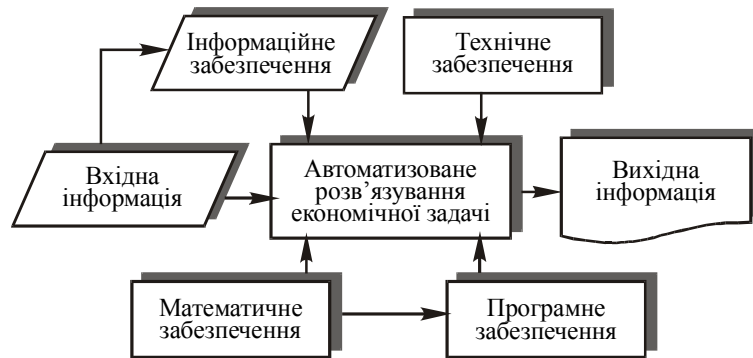 Інформаційне
забезпечення
Технічне
забезпечення
Вхідна
інформація
Автоматизоване
розв’язування
економічної задачі
Вихідна
інформація
Математичне
забезпечення
Програмне
забезпечення